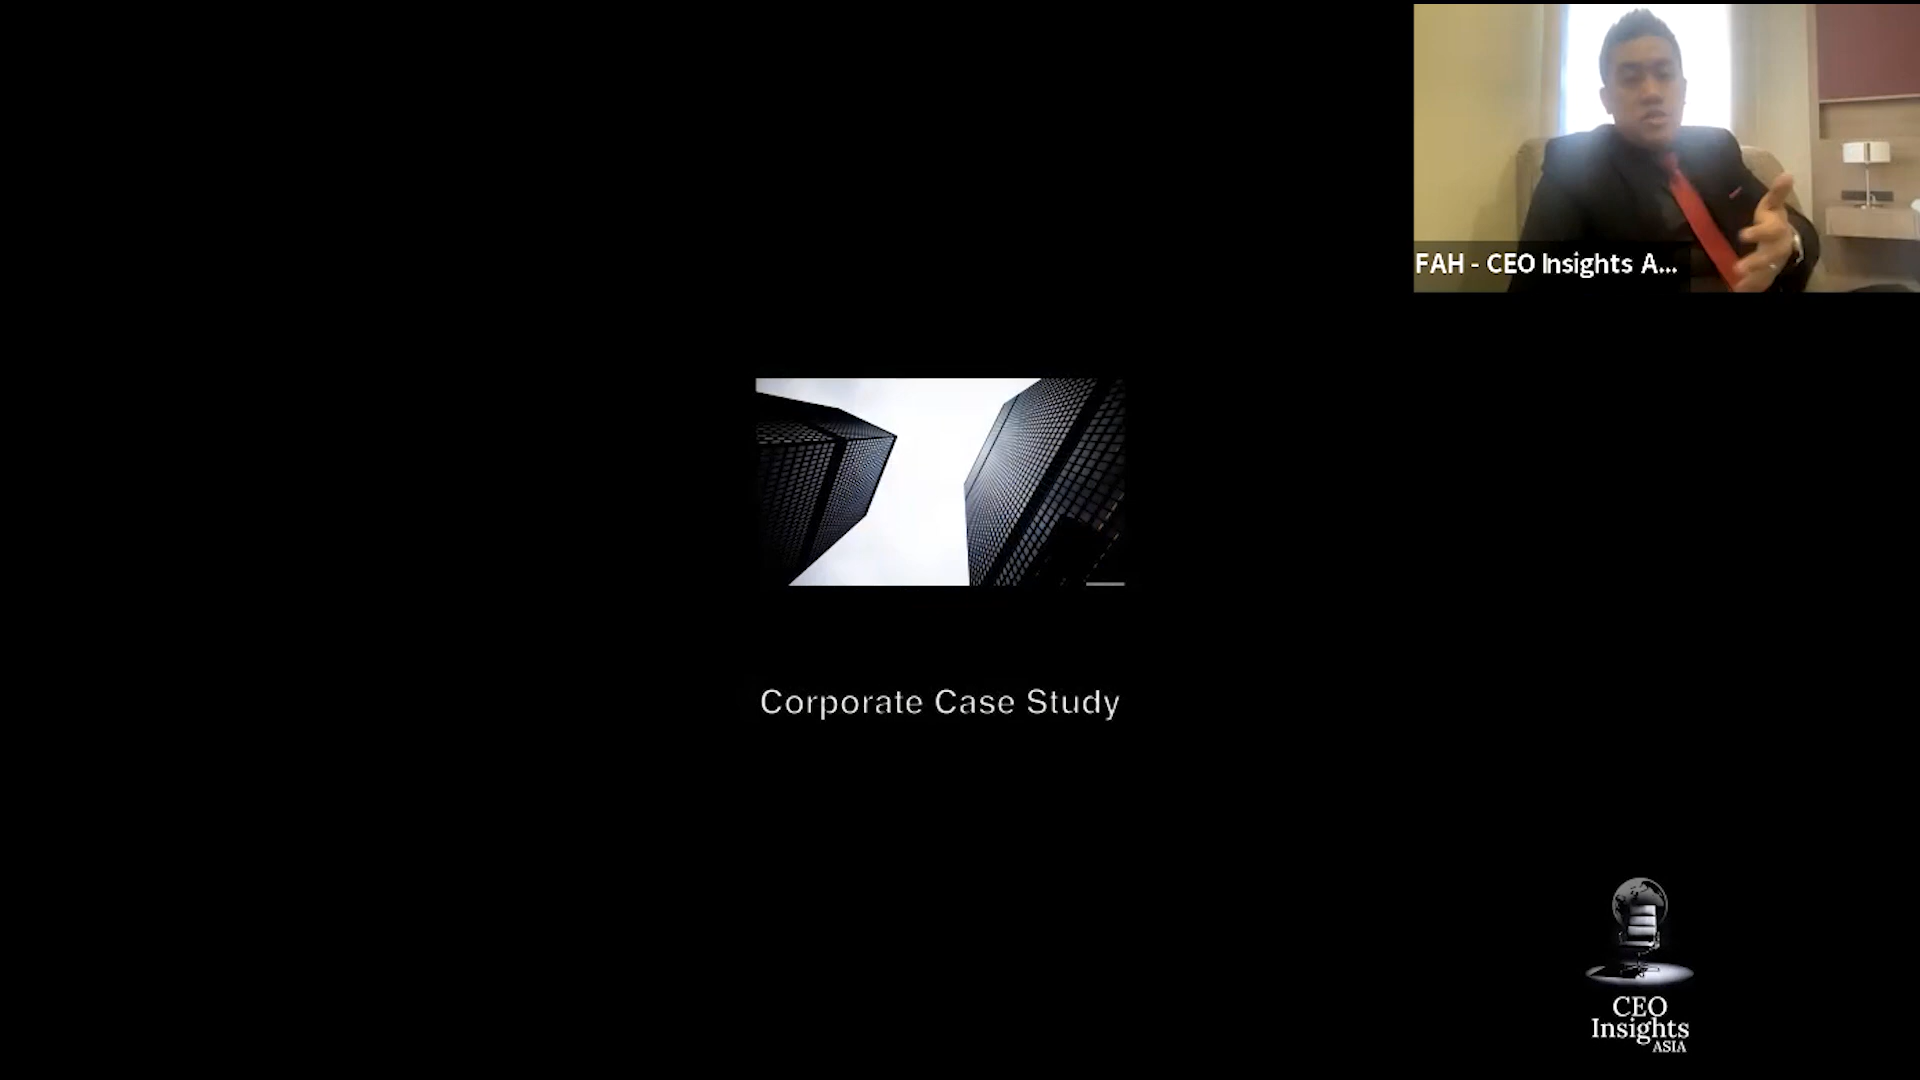 FAH - CEO Insights A...
Corporate Case Study
CEO
Insights
ASIA